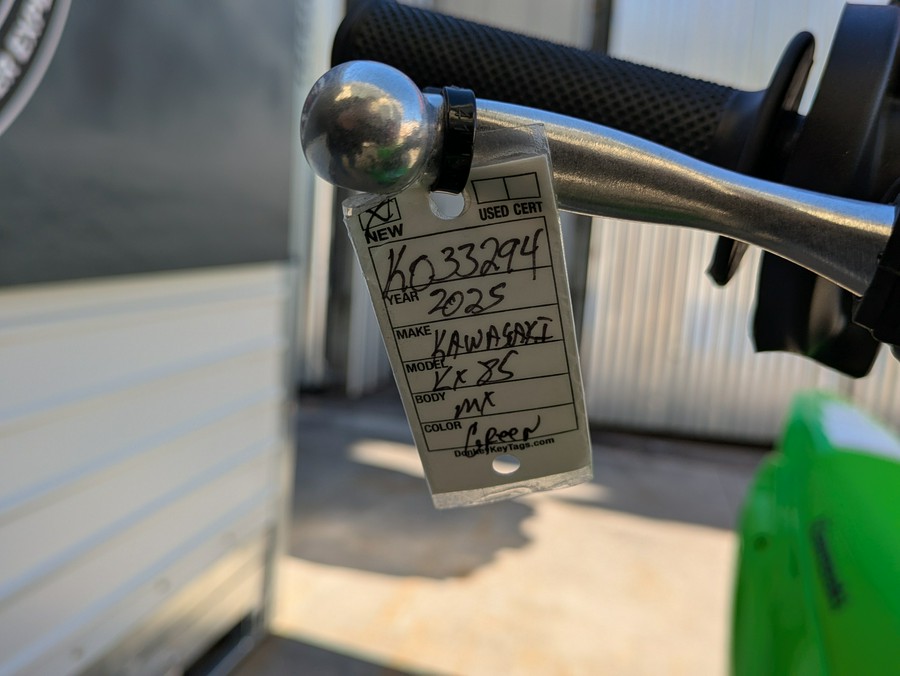 X
NEW
USED CERT
K033294
YEAR 2025
MAKE KAWASAKI
MODEL KX 85
BODY MX
COLOR Green
DonkeyKeyTags.com